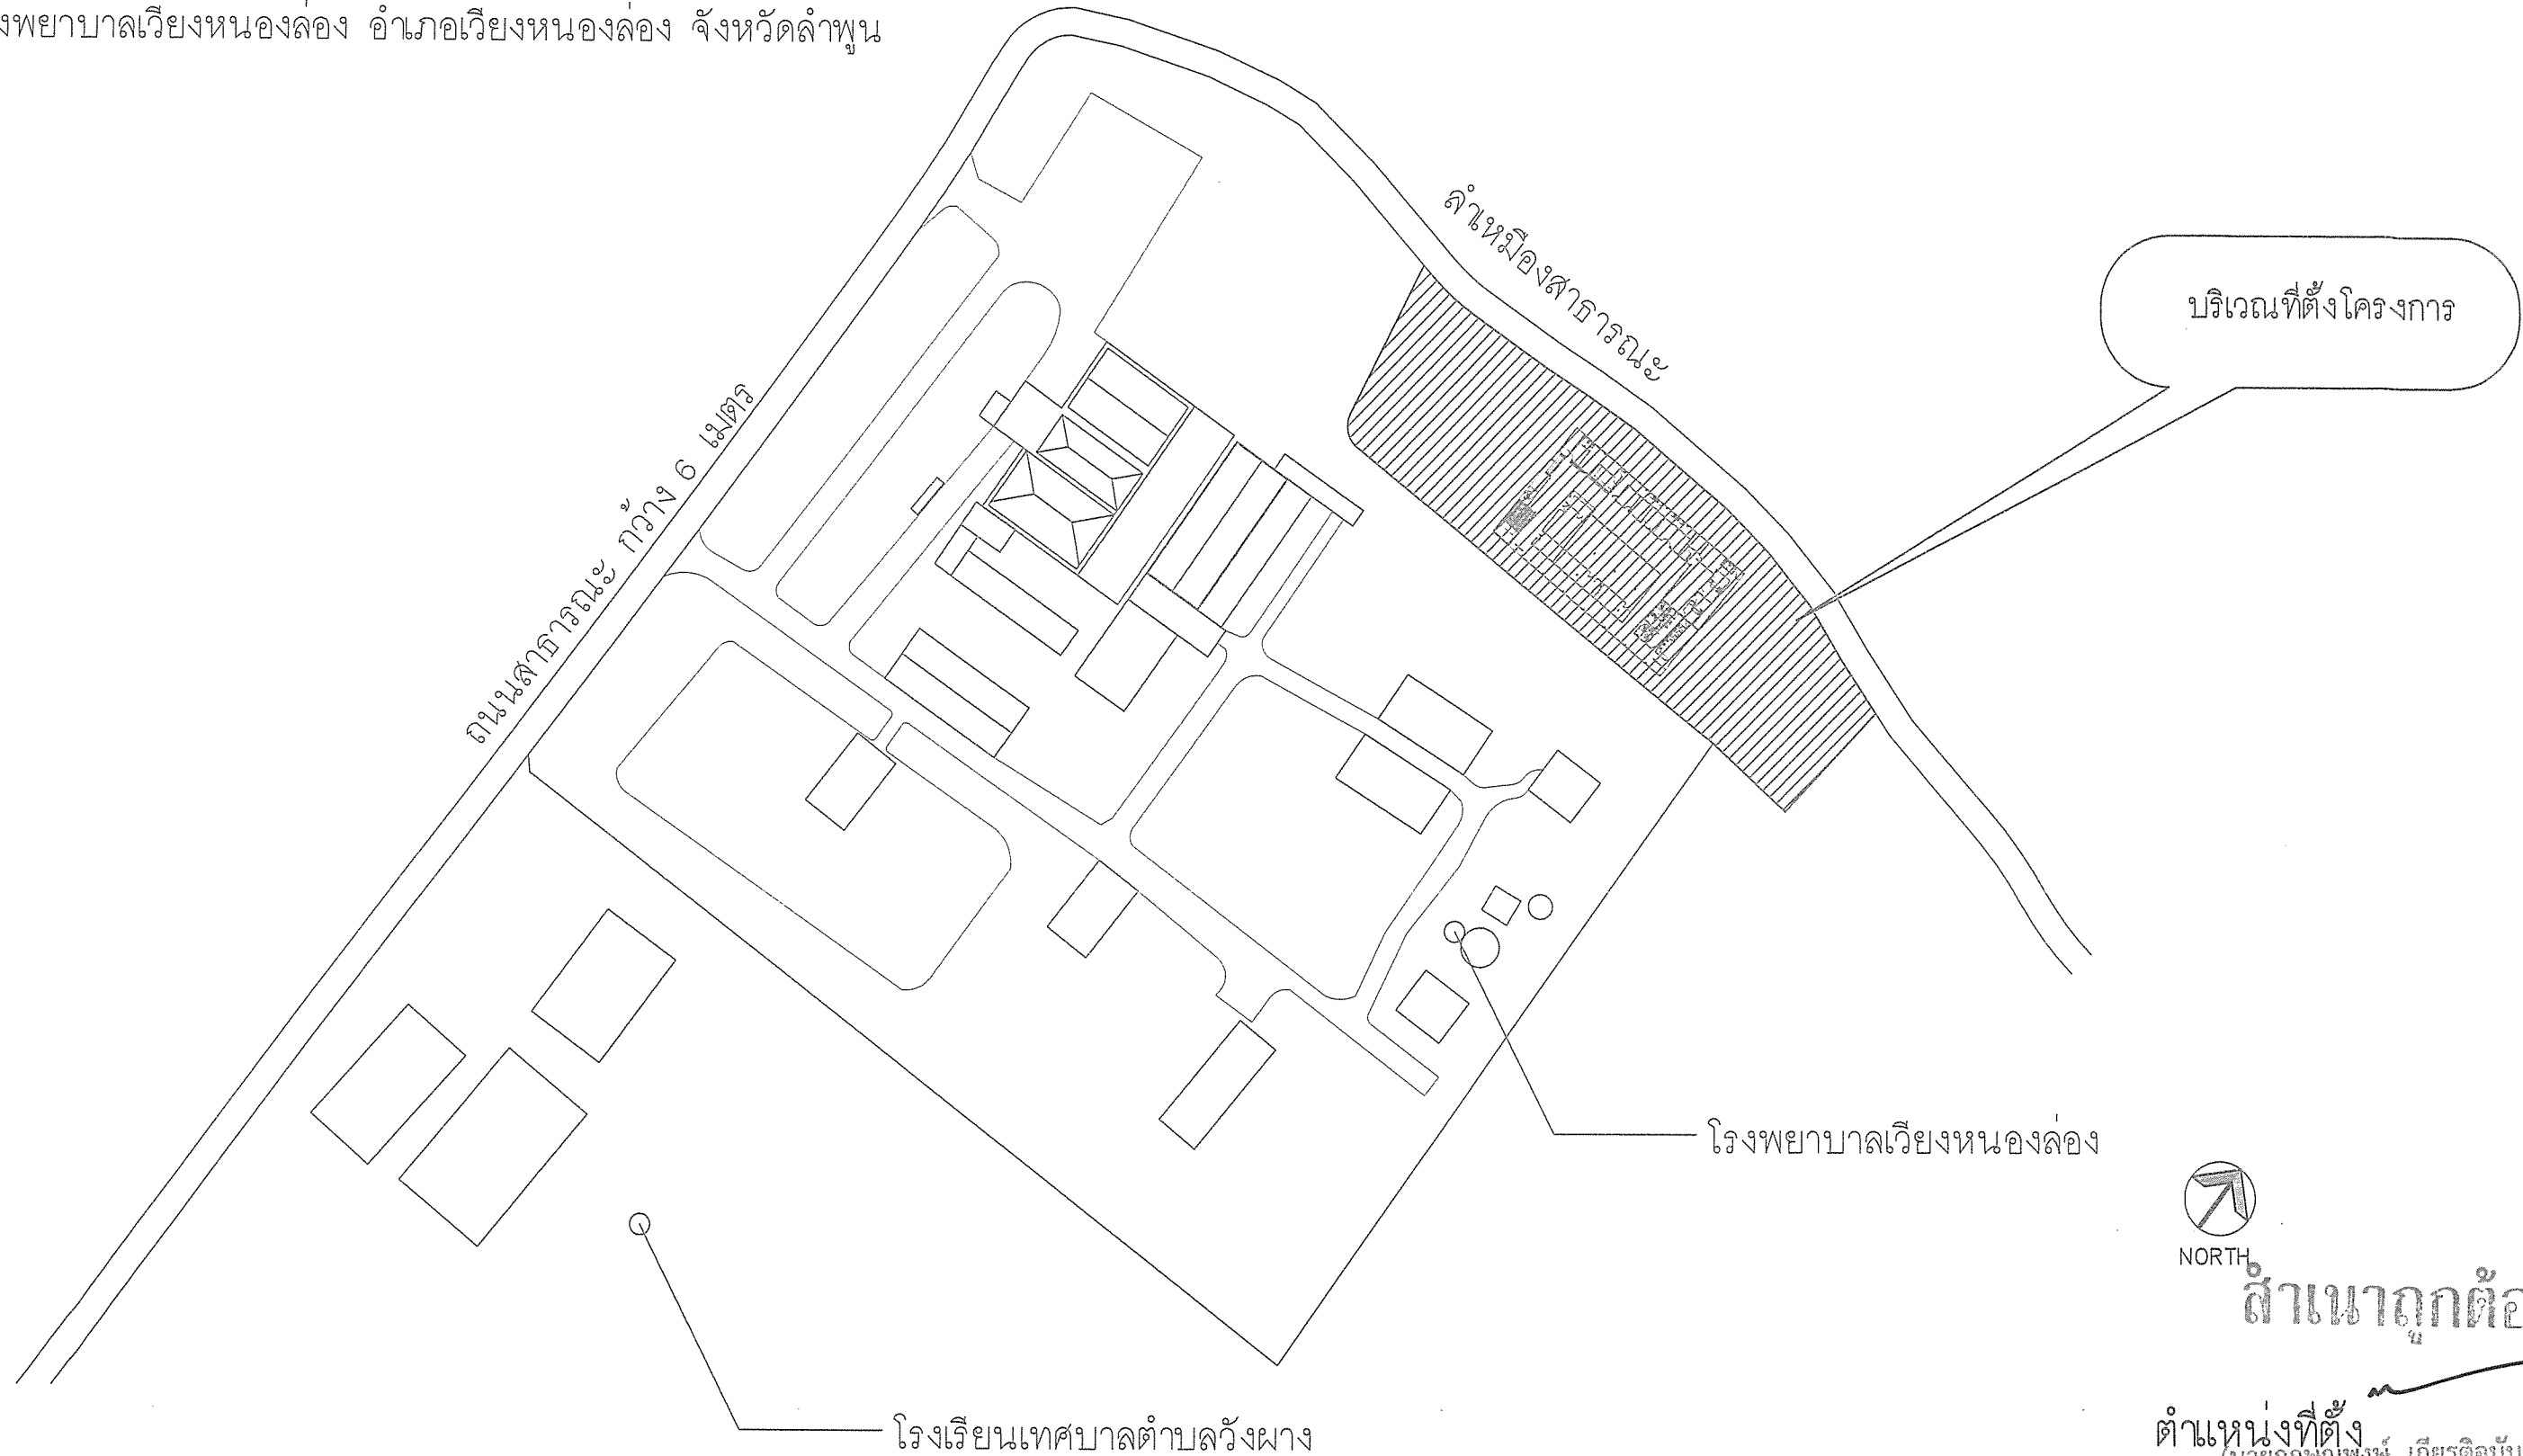 งพยาบาลเวียงหนองล่อง อำเภอเวียงหนองล่อง จังหวัดลำพูน
ลำเหมืองสาธารณะ
บริเวณที่ตั้งโครงการ
ถนนสาธารณะ กว้าง 6 เมตร
โรงพยาบาลเวียงหนองล่อง
NORTH
สำเนาถูกต้อ
ตำแหน่งที่ตั้ง
โรงเรียนเทศบาลตำบลวังผาง